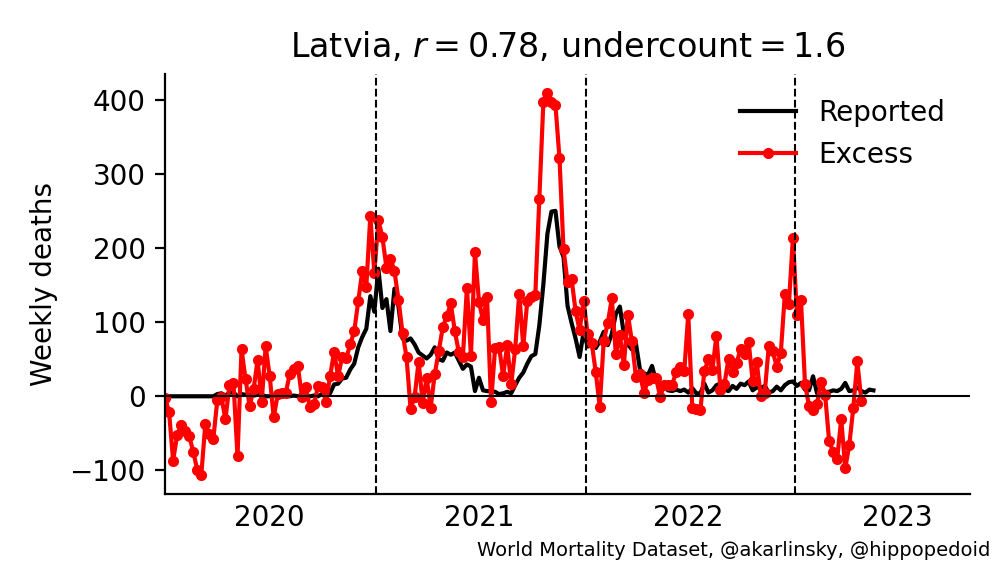 Latvia, r = 0.78, undercount = 1.6
Weekly deaths
400
300
200
100
0
−100
Reported
Excess
2020 2021 2022 2023
World Mortality Dataset, @akarlinsky, @hippopedoid